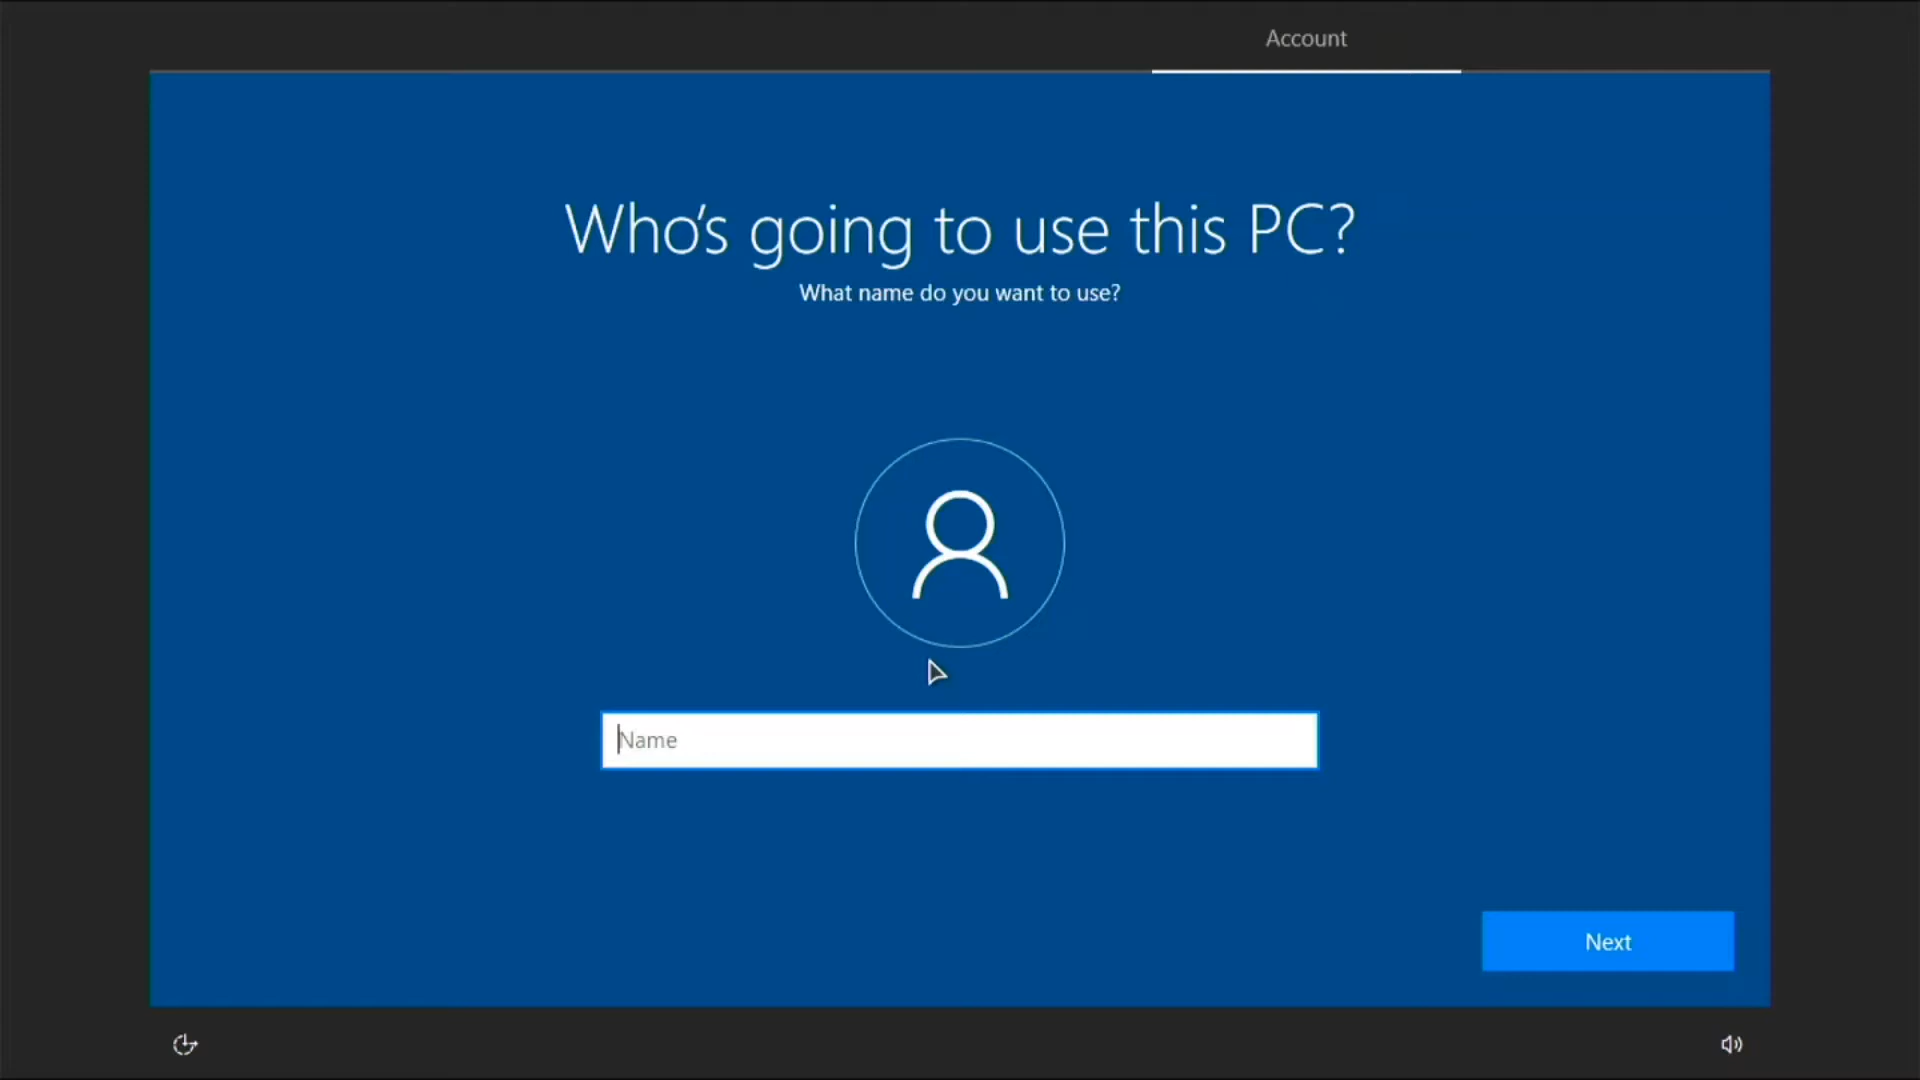 Account
Who's going to use this PC?
What name do you want to use?
Name
Next